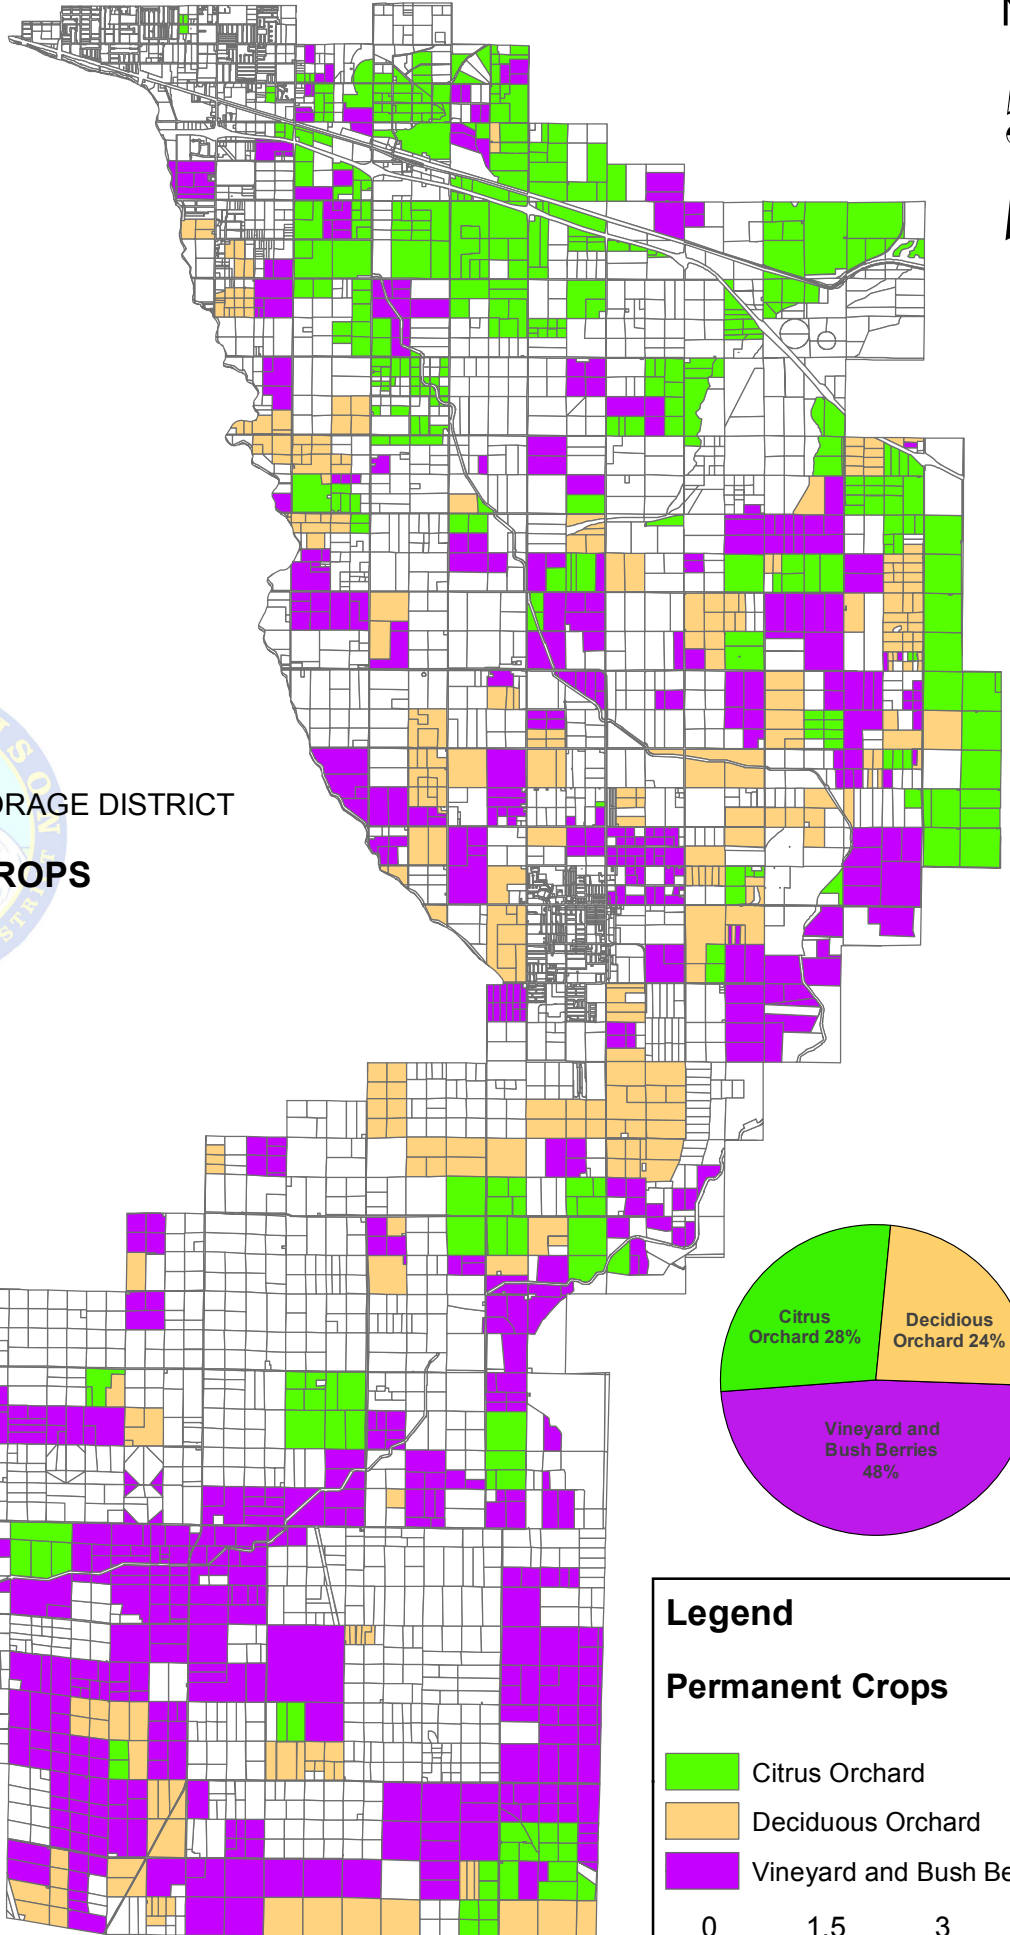 N
ORAGE DISTRICT
ROPS
Citrus
Orchard 28%
Decidious
Orchard 24%
Vineyard and
Bush Berries
48%
Legend
Permanent Crops
Citrus Orchard
Deciduous Orchard
Vineyard and Bush Be
0 1.5 3